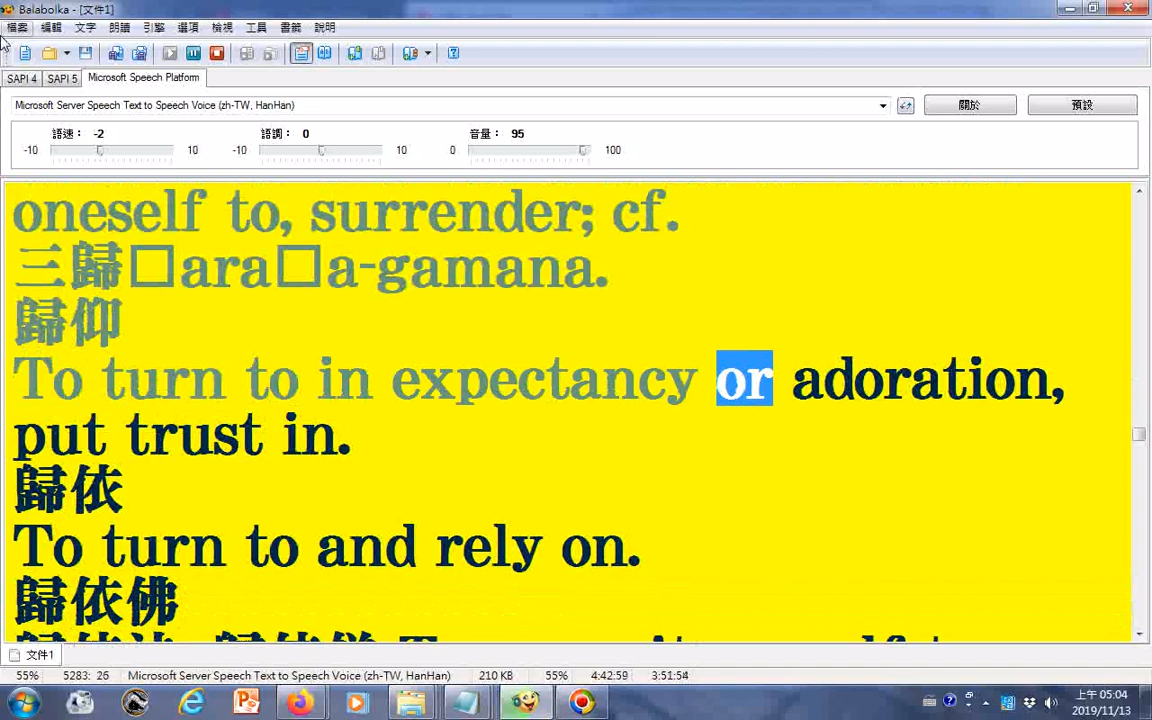 Balabolka - [文件1]
檔案 編輯 文字 朗讀 引擎 選項 檢視 工具 書籤 說明
SAPI 4 SAPI 5 Microsoft Speech Platform
Microsoft Server Speech Text to Speech Voice (zh-TW, HanHan) 關於 預設
語速： -2 語調： 0 音量： 95
-10 10 -10 10 0 100
oneself to, surrender; cf.
三歸□ara□a-gamana.
歸仰
To turn to in expectancy or adoration,
put trust in.
歸依
To turn to and rely on.
歸依佛
文件1
55% 5283: 26 Microsoft Server Speech Text to Speech Voice (zh-TW, HanHan) 210 KB 55% 4:42:59 3:51:54
上午 05:04
2019/11/13